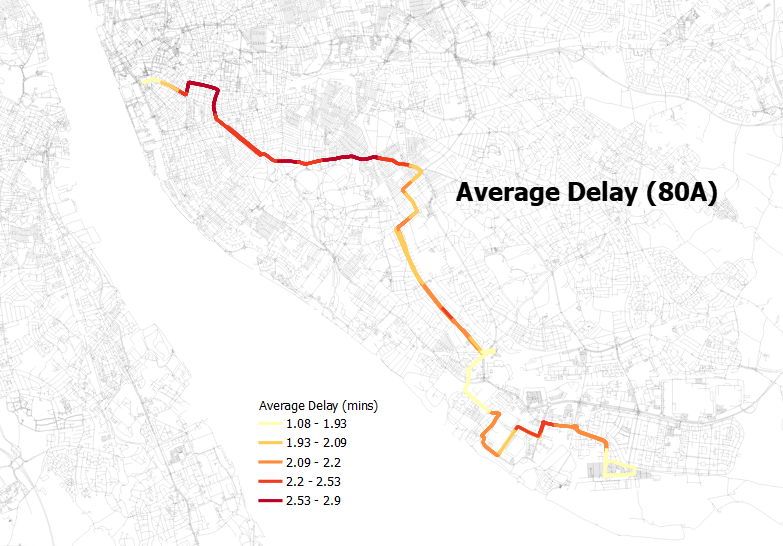 Average Delay (80A)
Average Delay (mins)
1.08 - 1.93
1.93 - 2.09
2.09 - 2.2
2.2 - 2.53
2.53 - 2.9